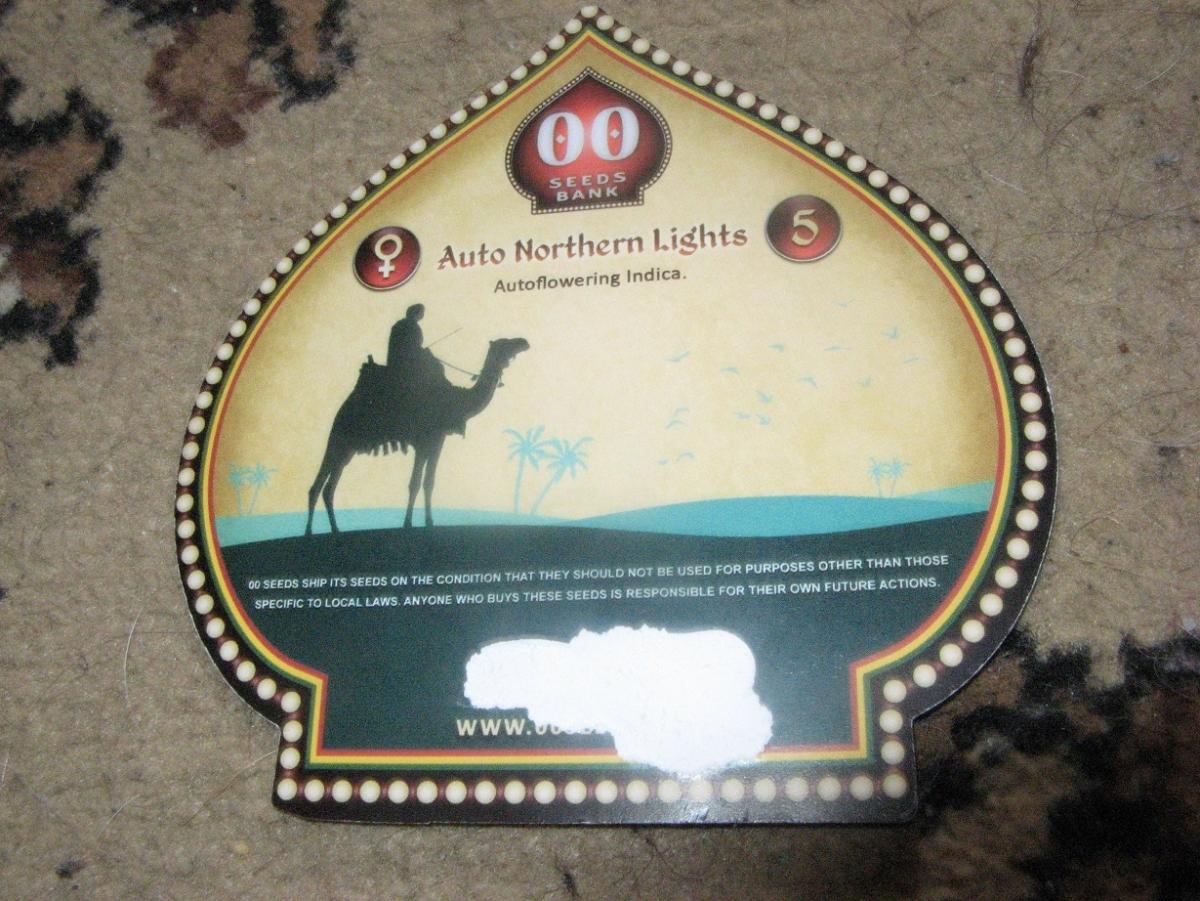 00
SEEDS
BANK
Auto Northern Lights
5
Autoflowering Indica.
00 SEEDS SHIP ITS SEEDS ON THE CONDITION THAT THEY SHOULD NOT BE USED FOR PURPOSES OTHER THAN THOSE
SPECIFIC TO LOCAL LAWS. ANYONE WHO BUYS THESE SEEDS IS RESPONSIBLE FOR THEIR OWN FUTURE ACTIONS.